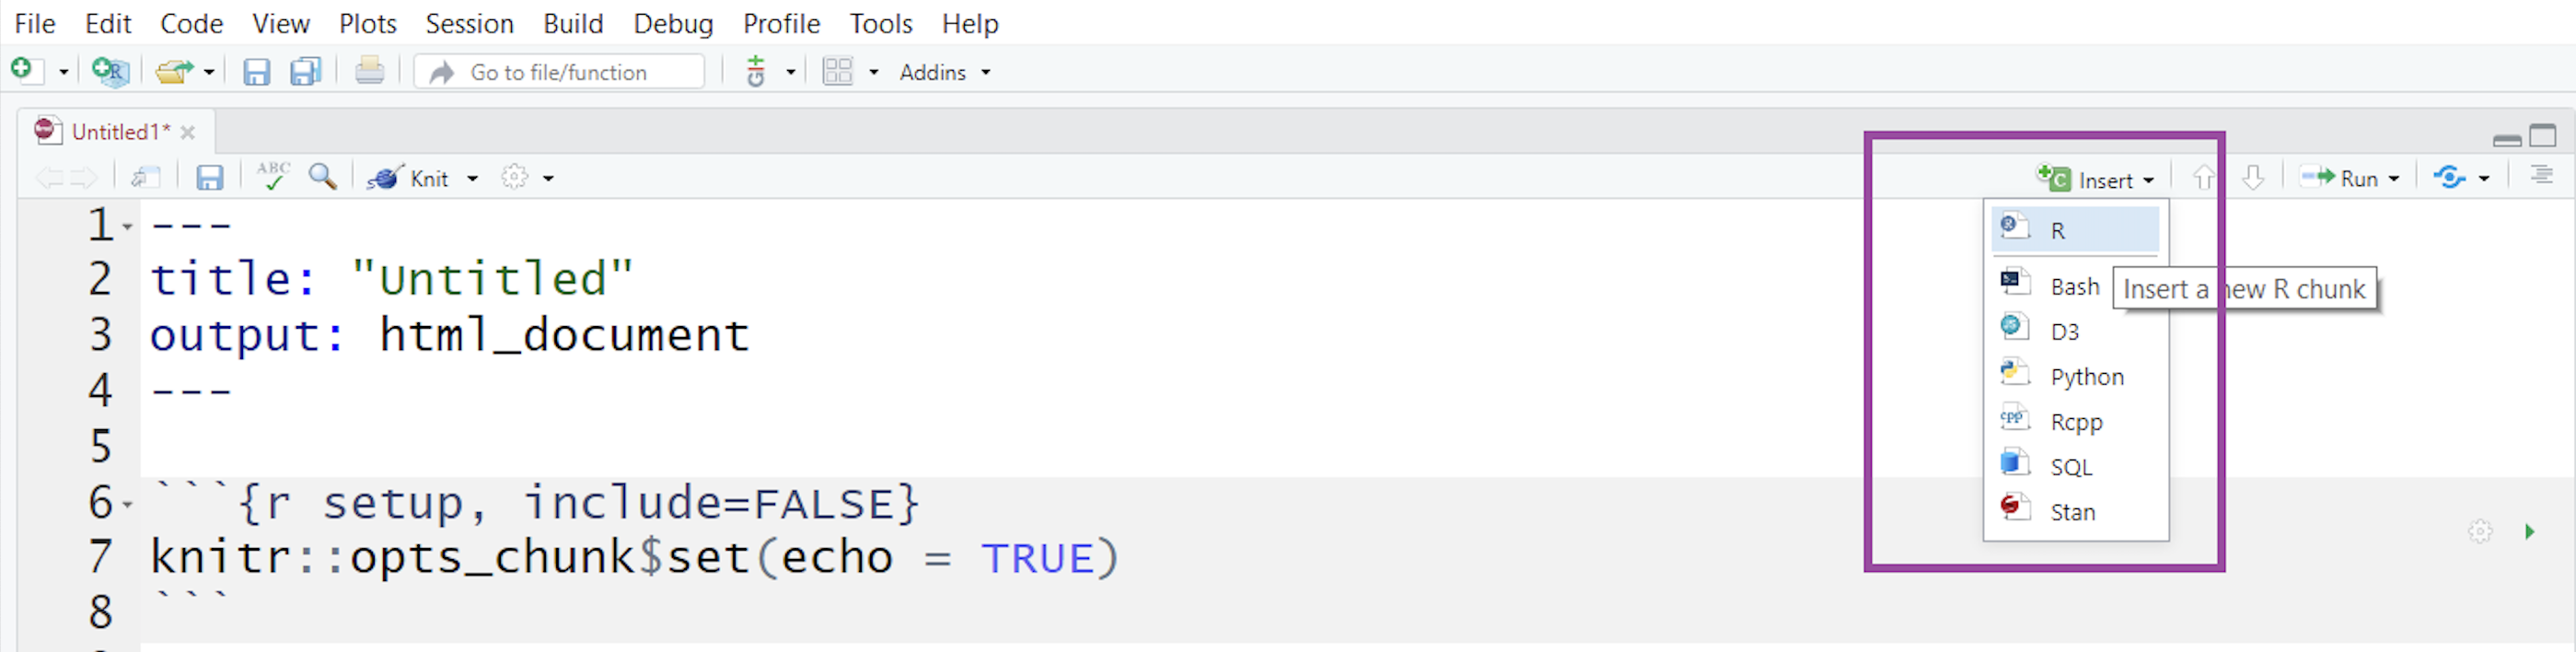 File Edit Code View Plots Session Build Debug Profile Tools Help
Go to file/function Addins
Untitled1*
ABC Knit Insert Run
1 ---
2 title: "Untitled"
3 output: html_document
4 ---
5
6 ```{r setup, include=FALSE}
7 knitr::opts_chunk$set(echo = TRUE)
8 ```
R
Bash
Insert a new R chunk
D3
Python
Rcpp
SQL
Stan